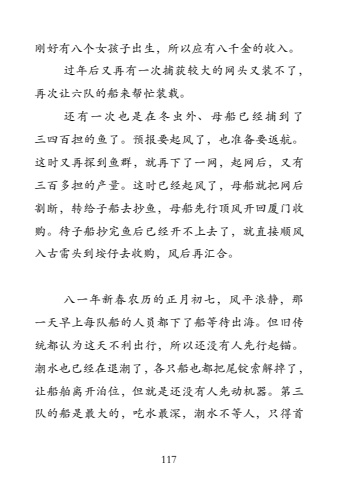 刚好有八个女孩子出生，所以应有八千金的收入。
过年后又再有一次捕获较大的网头又装不了，
再次让六队的船来帮忙装载。
还有一次也是在冬虫外、母船已经捕到了
三四百担的鱼了。预报要起风了，也准备要返航。
这时又再探到鱼群，就再下了一网，起网后，又有
三百多担的产量。这时已经起风了，母船就把网后
割断，转给子船去抄鱼，母船先行顶风开回厦门收
购。待子船抄完鱼后已经开不上去了，就直接顺风
入古雷头到垵仔去收购，风后再汇合。
八一年新春农历的正月初七，风平浪静，那
一天早上每队船的人员都下了船等待出海。但旧传
统都认为这天不利出行，所以还没有人先行起锚。
潮水也已经在退潮了，各只船也都把尾锭索解掉了，
让船舶离开泊位，但就是还没有人先动机器。第三
队的船是最大的，吃水最深，潮水不等人，只得首
117